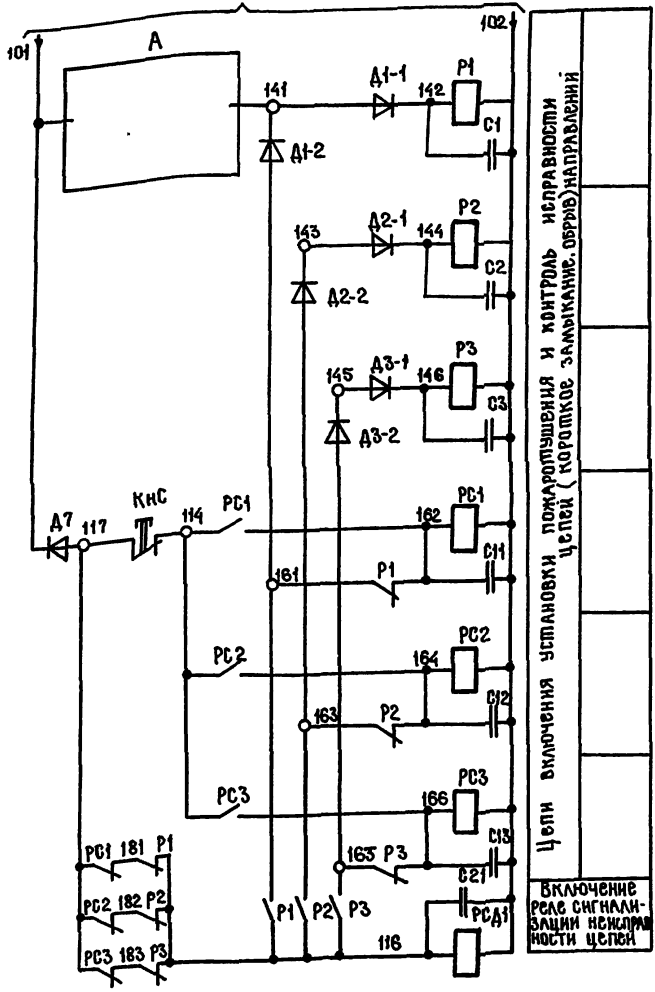 101
А
102
141
Д1-1
142
Р1
С1
Д1-2
143
Д2-1
144
Р2
С2
Д2-2
145
Д3-1
146
Р3
С3
Д3-2
Д7
117
КнС
114
РС1
162
РС1
С11
161
Р1
РС2
164
РС2
С12
163
Р2
РС3
166
РС3
С13
165
Р3
С21
РСД1
РС1
181
Р1
РС2
182
Р2
РС3
183
Р3
Р1
Р2
Р3
116
Цепи включения установки пожаротушения и контроль исправности
цепей (короткое замыкание, обрыв) направлений
Включение
реле сигнали-
зации неисправ
ности цепей